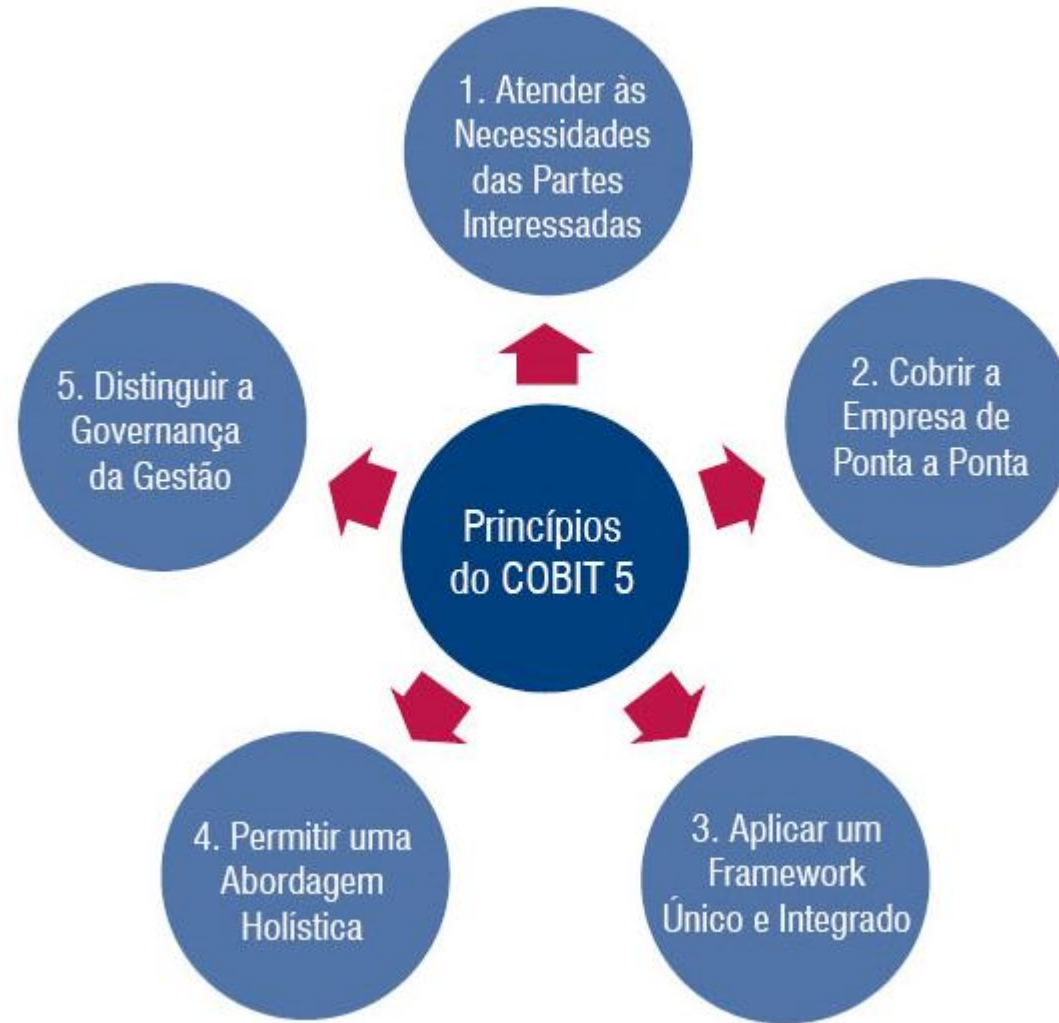 1. Atender às
Necessidades
das Partes
Interessadas
2. Cobrir a
Empresa de
Ponta a Ponta
3. Aplicar um
Framework
Único e Integrado
4. Permitir uma
Abordagem
Holística
5. Distinguir a
Governança
da Gestão
Princípios
do COBIT 5